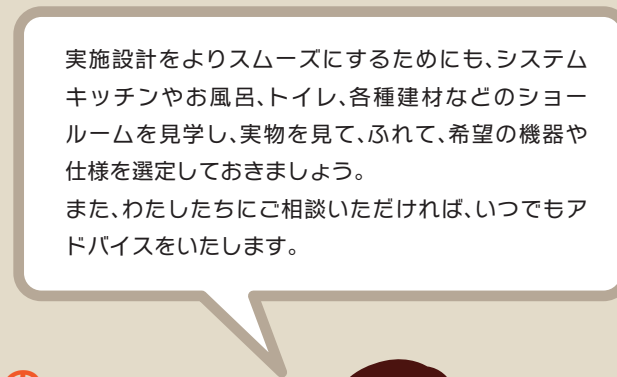 実施設計をよりスムーズにするためにも、システム
キッチンやお風呂、トイレ、各種建材などのショー
ルームを見学し、実物を見て、ふれて、希望の機器や
仕様を選定しておきましょう。
また、わたしたちにご相談いただければ、いつでもア
ドバイスをいたします。